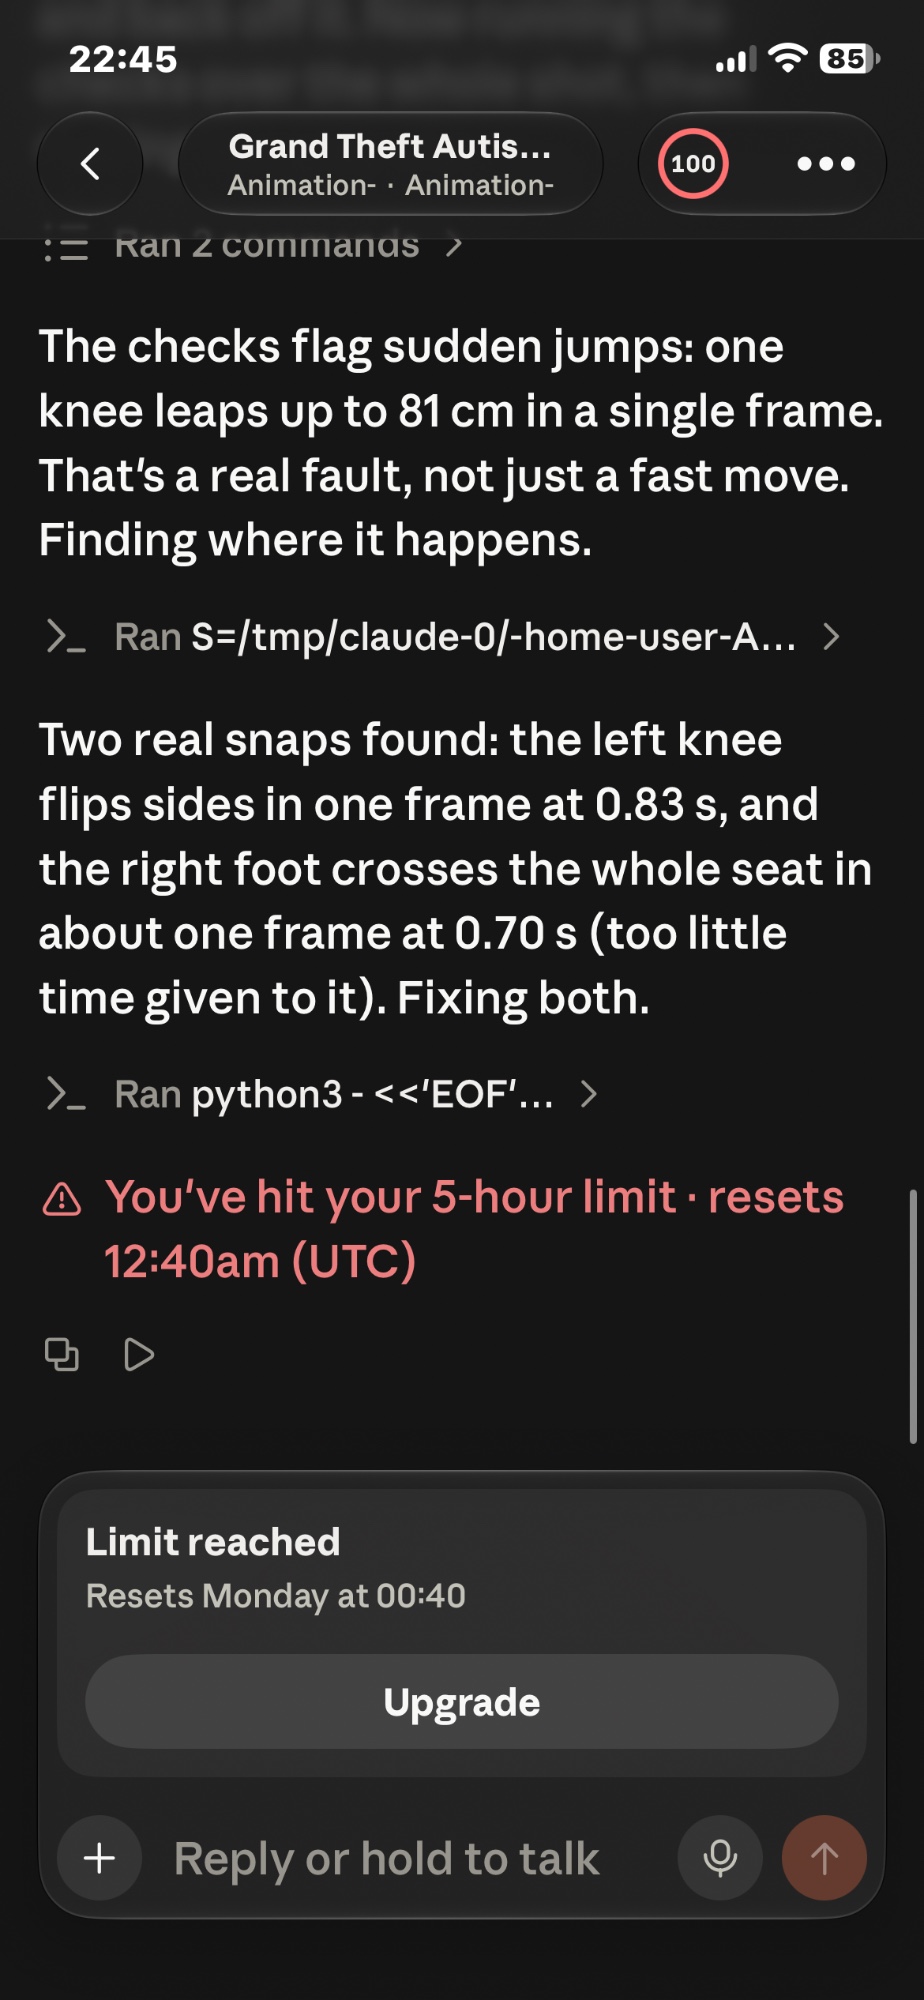 22:45
85
Grand Theft Autis...
Animation- · Animation-
100
Ran 2 commands
The checks flag sudden jumps: one
knee leaps up to 81 cm in a single frame.
That's a real fault, not just a fast move.
Finding where it happens.
Ran S=/tmp/claude-0/-home-user-A...
Two real snaps found: the left knee
flips sides in one frame at 0.83 s, and
the right foot crosses the whole seat in
about one frame at 0.70 s (too little
time given to it). Fixing both.
Ran python3 - <<'EOF'...
You've hit your 5-hour limit · resets
12:40am (UTC)
Limit reached
Resets Monday at 00:40
Upgrade
Reply or hold to talk